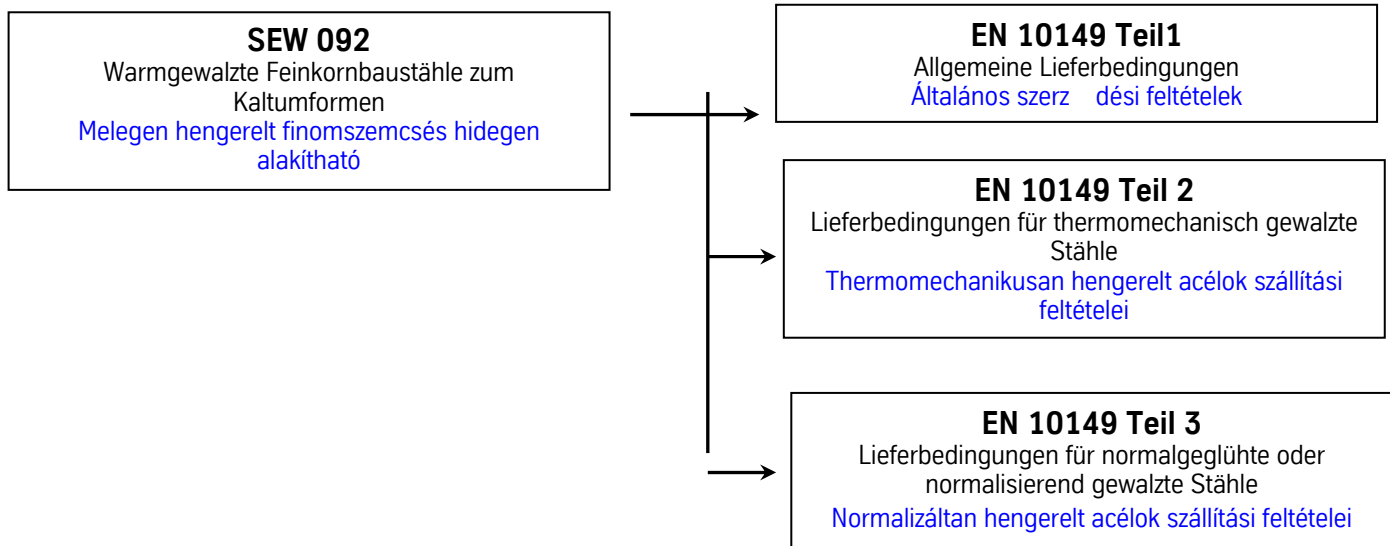 SEW 092
Warmgewalzte Feinkornbaustähle zum
Kaltumformen
Melegen hengerelt finomszemcsés hidegen
alakítható
EN 10149 Teil1
Allgemeine Lieferbedingungen
Általános szerz dési feltételek
EN 10149 Teil 2
Lieferbedingungen für thermomechanisch gewalzte
Stähle
Thermomechanikusan hengerelt acélok szállítási
feltételei
EN 10149 Teil 3
Lieferbedingungen für normalgeglühte oder
normalisierend gewalzte Stähle
Normalizáltan hengerelt acélok szállítási feltételei